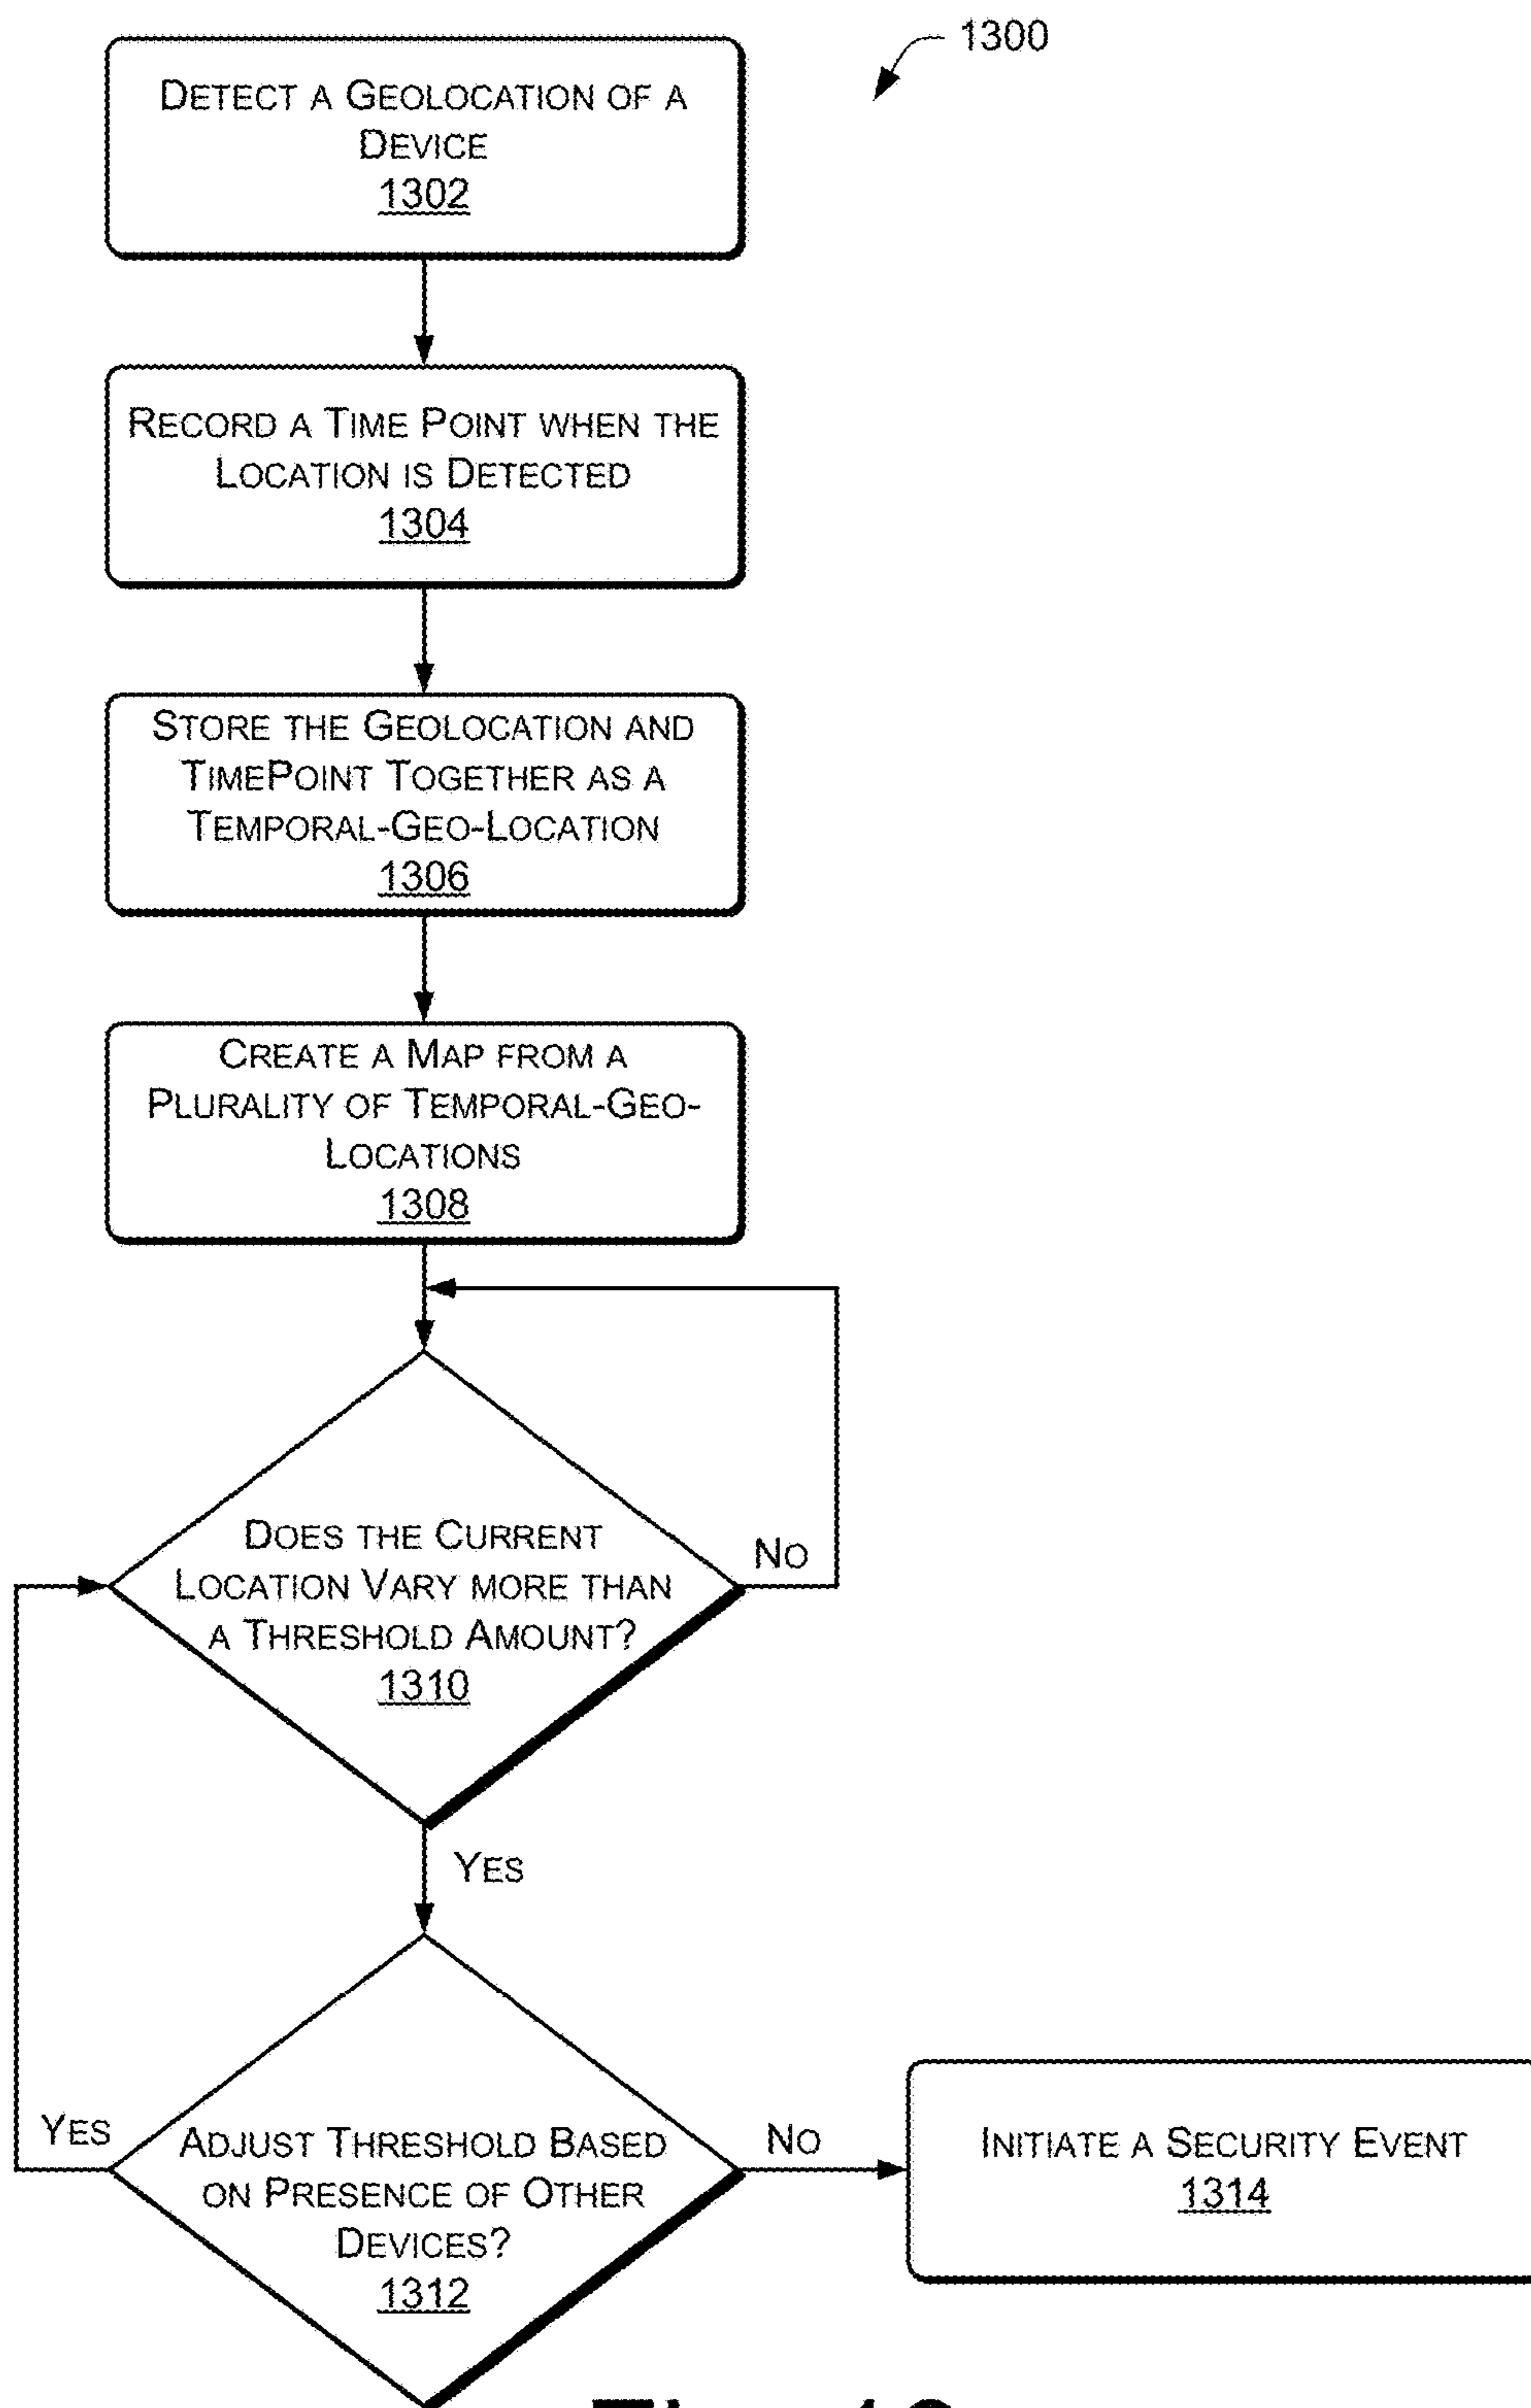 1300
DETECT A GEOLOCATION OF A
DEVICE
1302
RECORD A TIME POINT WHEN THE
LOCATION IS DETECTED
1304
STORE THE GEOLOCATION AND
TIMEPOINT TOGETHER AS A
TEMPORAL-GEO-LOCATION
1306
CREATE A MAP FROM A
PLURALITY OF TEMPORAL-GEO-
LOCATIONS
1308
DOES THE CURRENT
LOCATION VARY MORE THAN
A THRESHOLD AMOUNT?
1310
NO
YES
ADJUST THRESHOLD BASED
ON PRESENCE OF OTHER
DEVICES?
1312
YES
NO
INITIATE A SECURITY EVENT
1314